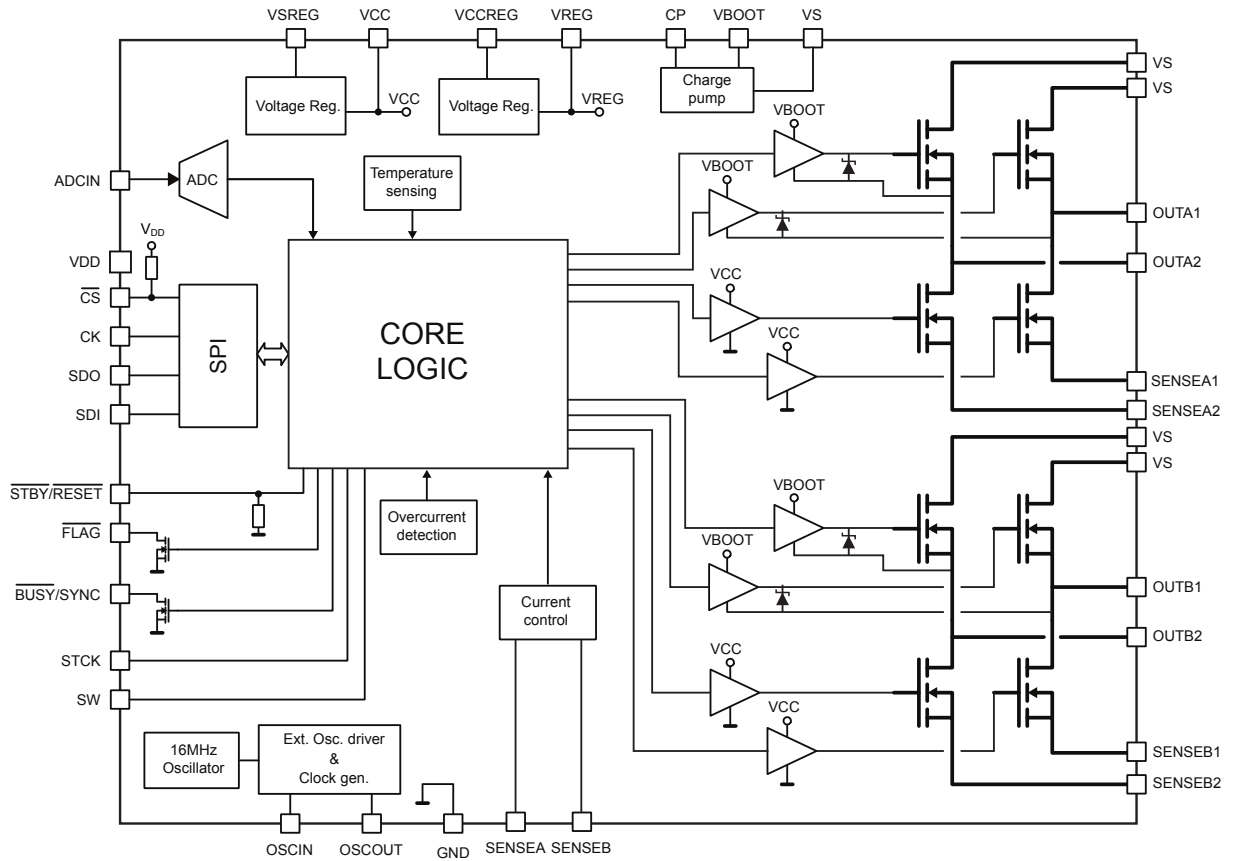 VSREG VCC VCCREG VREG CP VBOOT VS
Voltage Reg.
VCC
Voltage Reg.
VREG
Charge
pump
VS
VS
ADCIN
ADC
Temperature
sensing
VBOOT
VBOOT
OUTA1
OUTA2
VDD
VDD
CS
CK
SDO
SDI
SPI
CORE
LOGIC
VCC
VCC
SENSEA1
SENSEA2
VS
VS
STBY/RESET
FLAG
BUSY/SYNC
STCK
SW
Overcurrent
detection
Current
control
VBOOT
VBOOT
OUTB1
OUTB2
VCC
VCC
SENSEB1
SENSEB2
16MHz
Oscillator
Ext. Osc. driver
&
Clock gen.
OSCIN OSCOUT GND SENSEA SENSEB